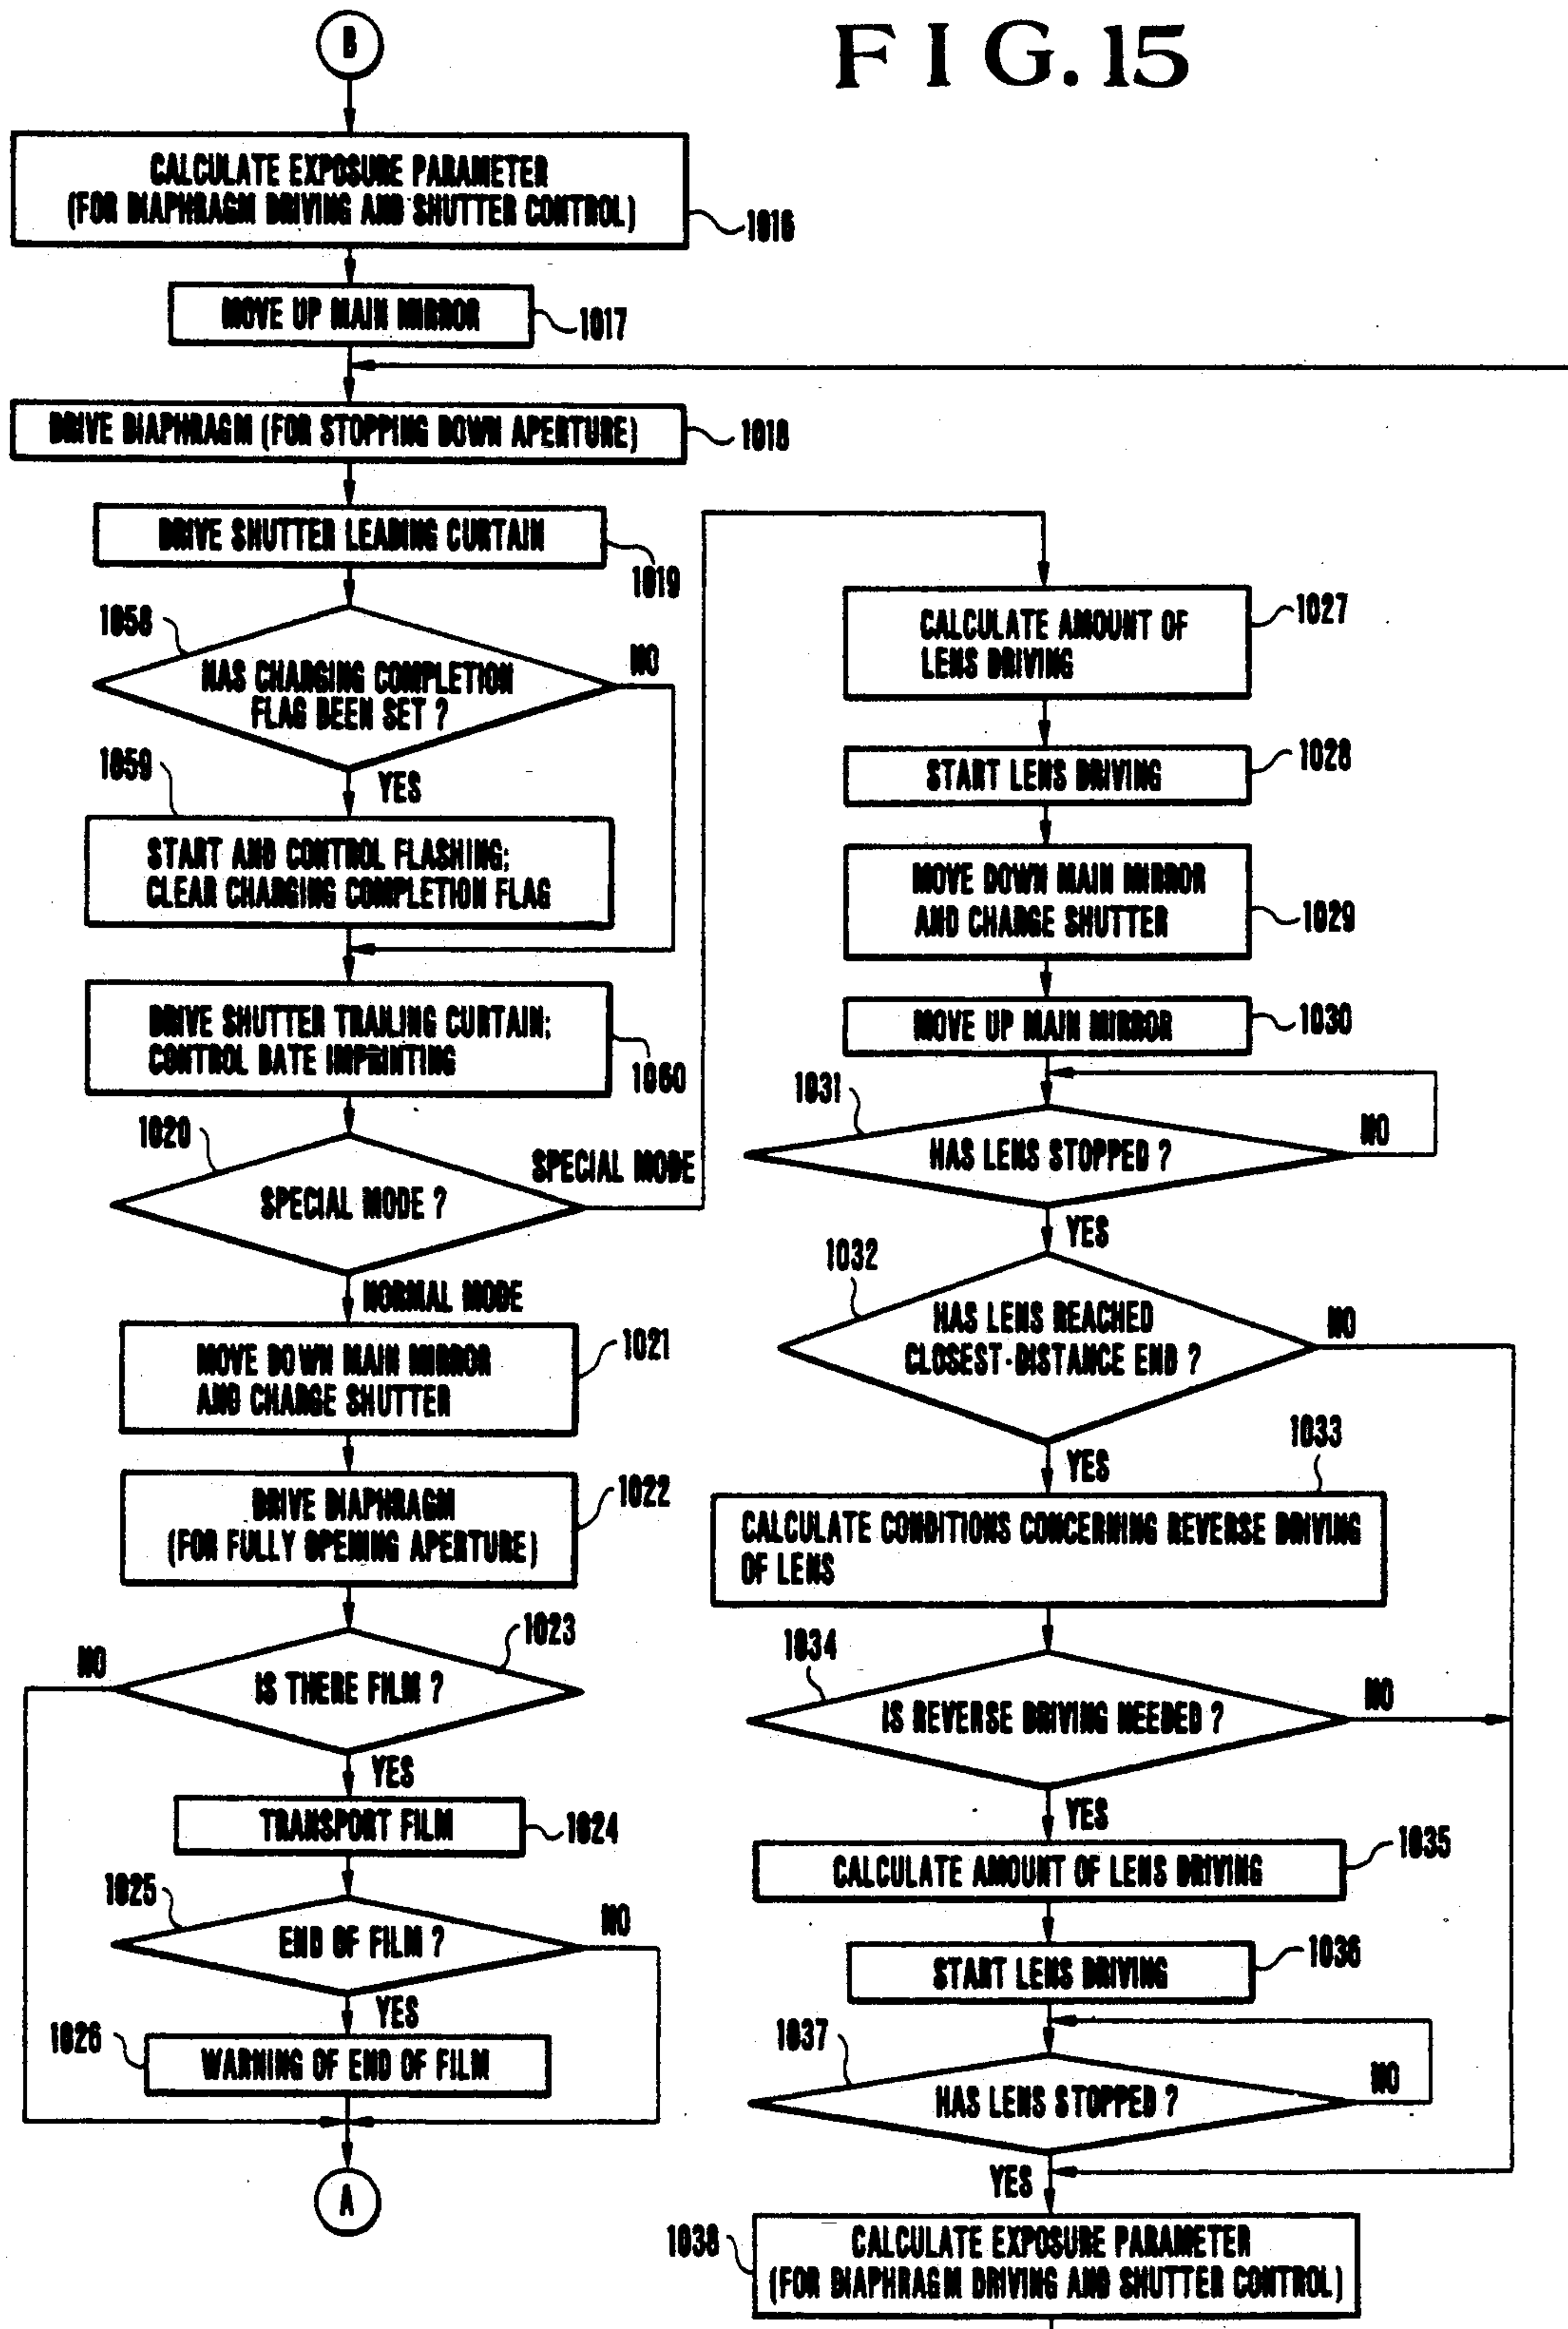 FIG. 15
B
CALCULATE EXPOSURE PARAMETER
(FOR DIAPHRAGM DRIVING AND SHUTTER CONTROL)
1016
MOVE UP MAIN MIRROR
1017
DRIVE DIAPHRAGM (FOR STOPPING DOWN APERTURE)
1018
DRIVE SHUTTER LEADING CURTAIN
1019
1058
HAS CHARGING COMPLETION
FLAG BEEN SET ?
NO
YES
1059
START AND CONTROL FLASHING;
CLEAR CHARGING COMPLETION FLAG
DRIVE SHUTTER TRAILING CURTAIN;
CONTROL DATE IMPRINTING
1060
1020
SPECIAL MODE ?
SPECIAL MODE
NORMAL MODE
MOVE DOWN MAIN MIRROR
AND CHARGE SHUTTER
1021
DRIVE DIAPHRAGM
(FOR FULLY OPENING APERTURE)
1022
1023
IS THERE FILM ?
NO
YES
TRANSPORT FILM
1024
1025
END OF FILM ?
NO
YES
1026
WARNING OF END OF FILM
A
CALCULATE AMOUNT OF
LENS DRIVING
1027
START LENS DRIVING
1028
MOVE DOWN MAIN MIRROR
AND CHARGE SHUTTER
1029
MOVE UP MAIN MIRROR
1030
1031
HAS LENS STOPPED ?
NO
YES
1032
HAS LENS REACHED
CLOSEST-DISTANCE END ?
NO
YES
1033
CALCULATE CONDITIONS CONCERNING REVERSE DRIVING
OF LENS
1034
IS REVERSE DRIVING NEEDED ?
NO
YES
CALCULATE AMOUNT OF LENS DRIVING
1035
START LENS DRIVING
1036
1037
HAS LENS STOPPED ?
NO
YES
1038
CALCULATE EXPOSURE PARAMETER
(FOR DIAPHRAGM DRIVING AND SHUTTER CONTROL)